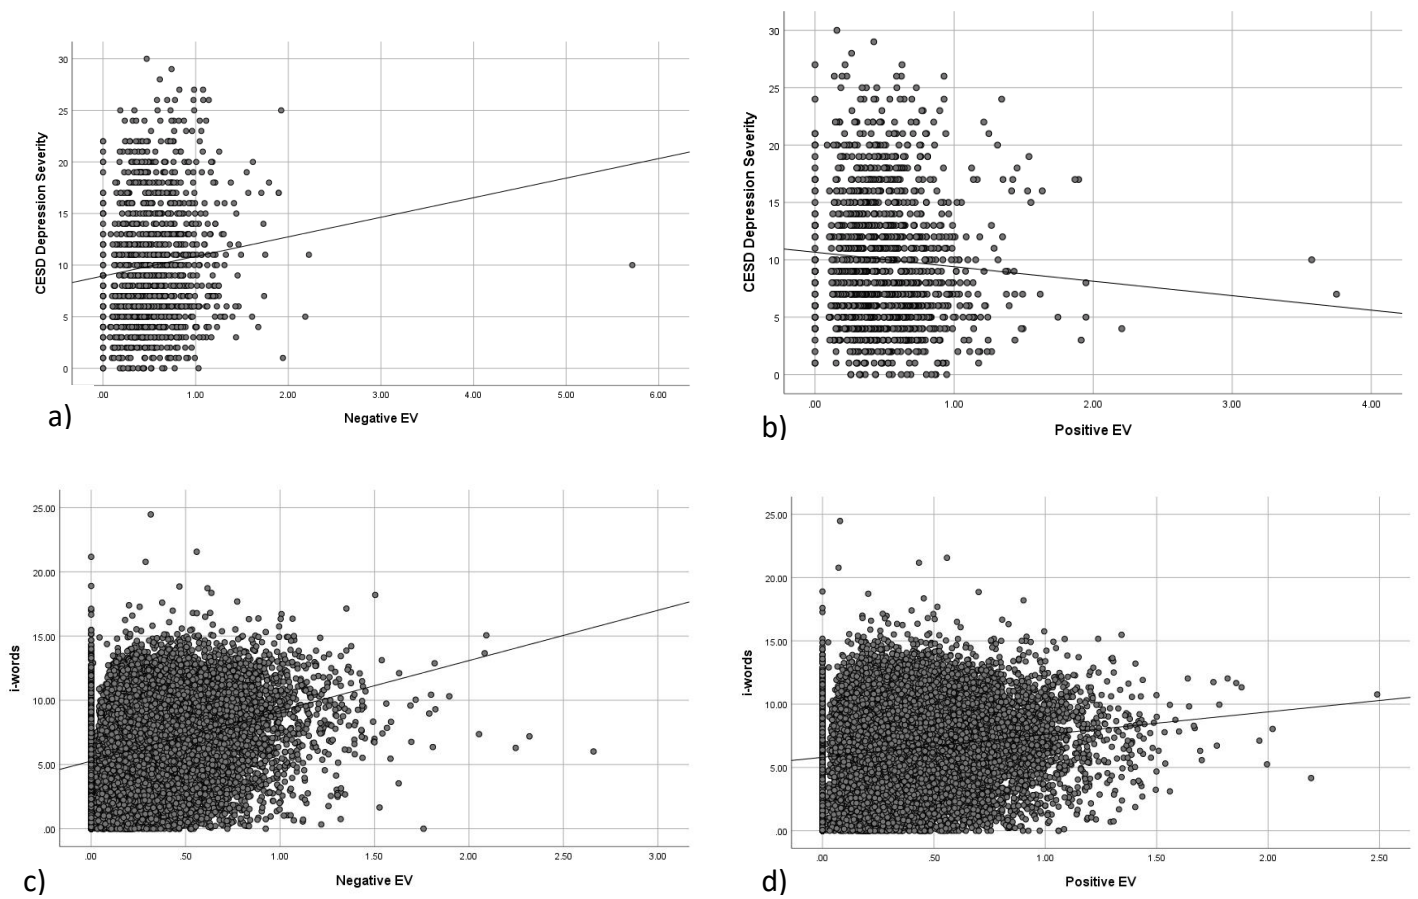 30
25
20
15
10
5
0
CESD Depression Severity
.00 1.00 2.00 3.00 4.00 5.00 6.00
Negative EV
a)
30
25
20
15
10
5
0
CESD Depression Severity
.00 1.00 2.00 3.00 4.00
Positive EV
b)
25.00
20.00
15.00
10.00
5.00
.00
i-words
.00 .50 1.00 1.50 2.00 2.50 3.00
Negative EV
c)
25.00
20.00
15.00
10.00
5.00
.00
i-words
.00 .50 1.00 1.50 2.00 2.50
Positive EV
d)